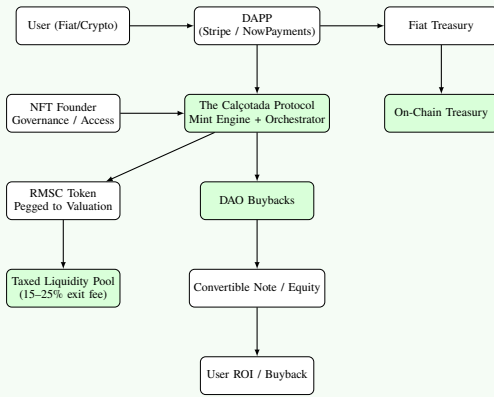 User (Fiat/Crypto)
DAPP
(Stripe / NowPayments)
Fiat Treasury
NFT Founder
Governance / Access
The Calçotada Protocol
Mint Engine + Orchestrator
On-Chain Treasury
RMSC Token
Pegged to Valuation
DAO Buybacks
Taxed Liquidity Pool
(15–25% exit fee)
Convertible Note / Equity
User ROI / Buyback